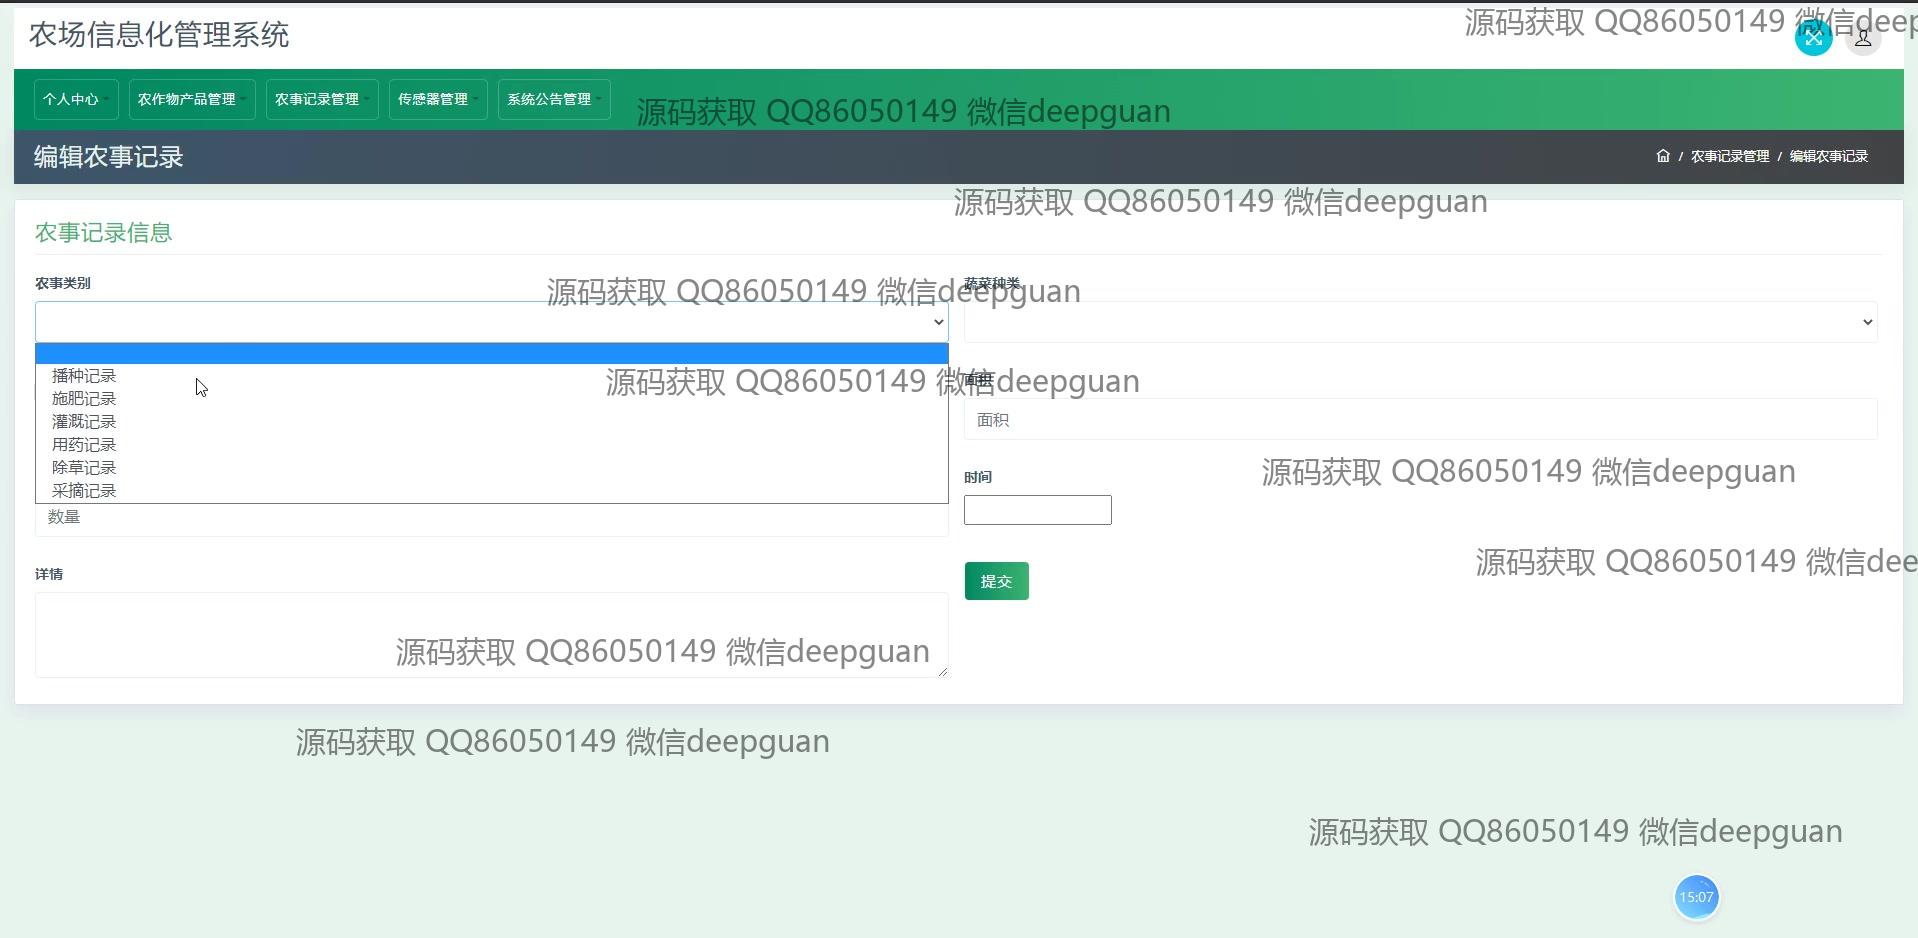 农场信息化管理系统
源码获取 QQ86050149 微信deep
个人中心 农作物产品管理 农事记录管理 传感器管理 系统公告管理
源码获取 QQ86050149 微信deepguan
编辑农事记录
/ 农事记录管理 / 编辑农事记录
源码获取 QQ86050149 微信deepguan
农事记录信息
农事类别
蔬菜种类
源码获取 QQ86050149 微信deepguan
播种记录
源码获取 QQ86050149 微信deepguan
面积
施肥记录
灌溉记录
面积
用药记录
除草记录
源码获取 QQ86050149 微信deepguan
时间
采摘记录
数量
源码获取 QQ86050149 微信dee
详情
提交
源码获取 QQ86050149 微信deepguan
源码获取 QQ86050149 微信deepguan
源码获取 QQ86050149 微信deepguan
15:07